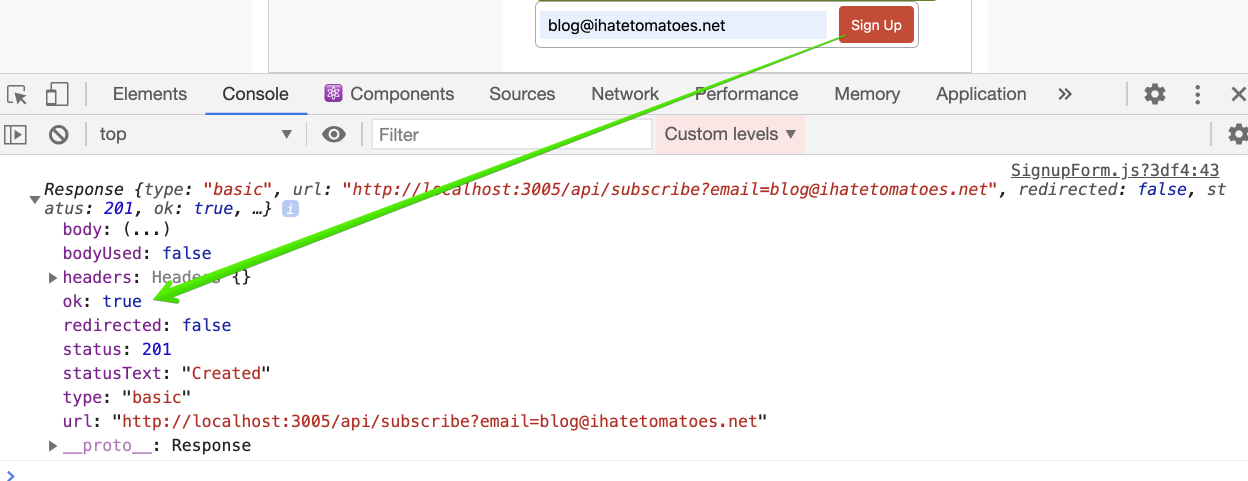 blog@ihatetomatoes.net Sign Up
Elements Console Components Sources Network Performance Memory Application »
top ▼ Filter Custom levels ▼
SignupForm.js?3df4:43
Response {type: "basic", url: "http://localhost:3005/api/subscribe?email=blog@ihatetomatoes.net", redirected: false, st
atus: 201, ok: true, …} i
body: (...)
bodyUsed: false
headers: Headers {}
ok: true
redirected: false
status: 201
statusText: "Created"
type: "basic"
url: "http://localhost:3005/api/subscribe?email=blog@ihatetomatoes.net"
__proto__: Response